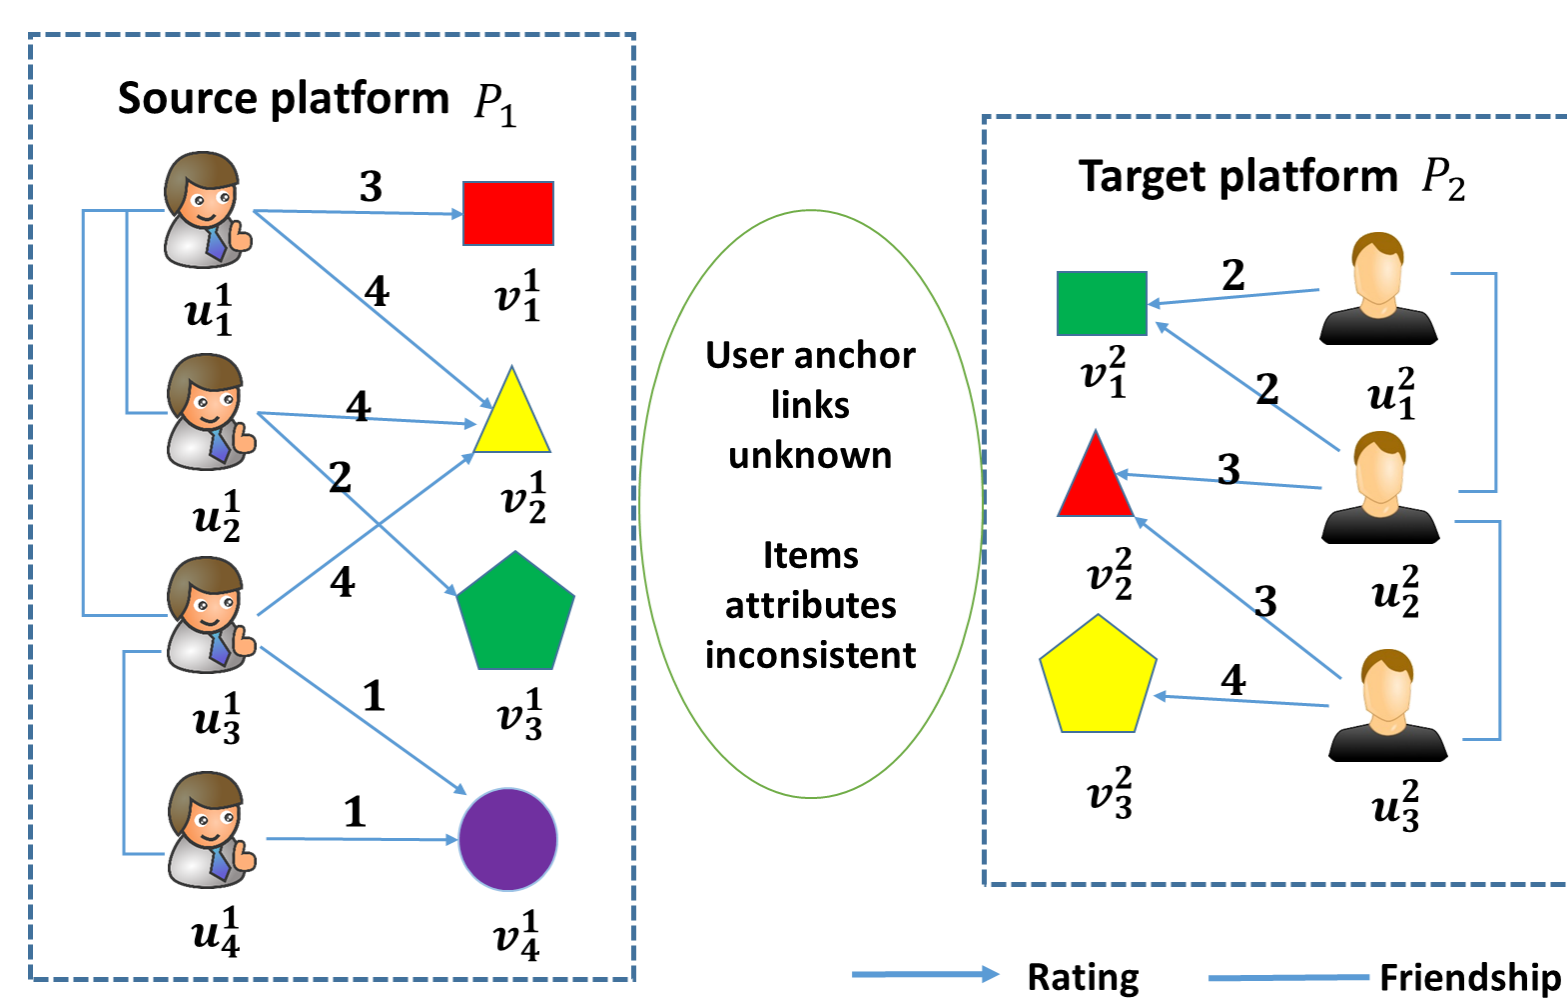 Source platform P₁
3
v₁¹
4
u₁¹
4
2
v₂¹
u₂¹
4
v₃¹
u₃¹
1
1
v₄¹
u₄¹
User anchor
links
unknown
Items
attributes
inconsistent
Target platform P₂
2
v₁²
u₁²
2
3
v₂²
u₂²
3
4
v₃²
u₃²
Rating
Friendship